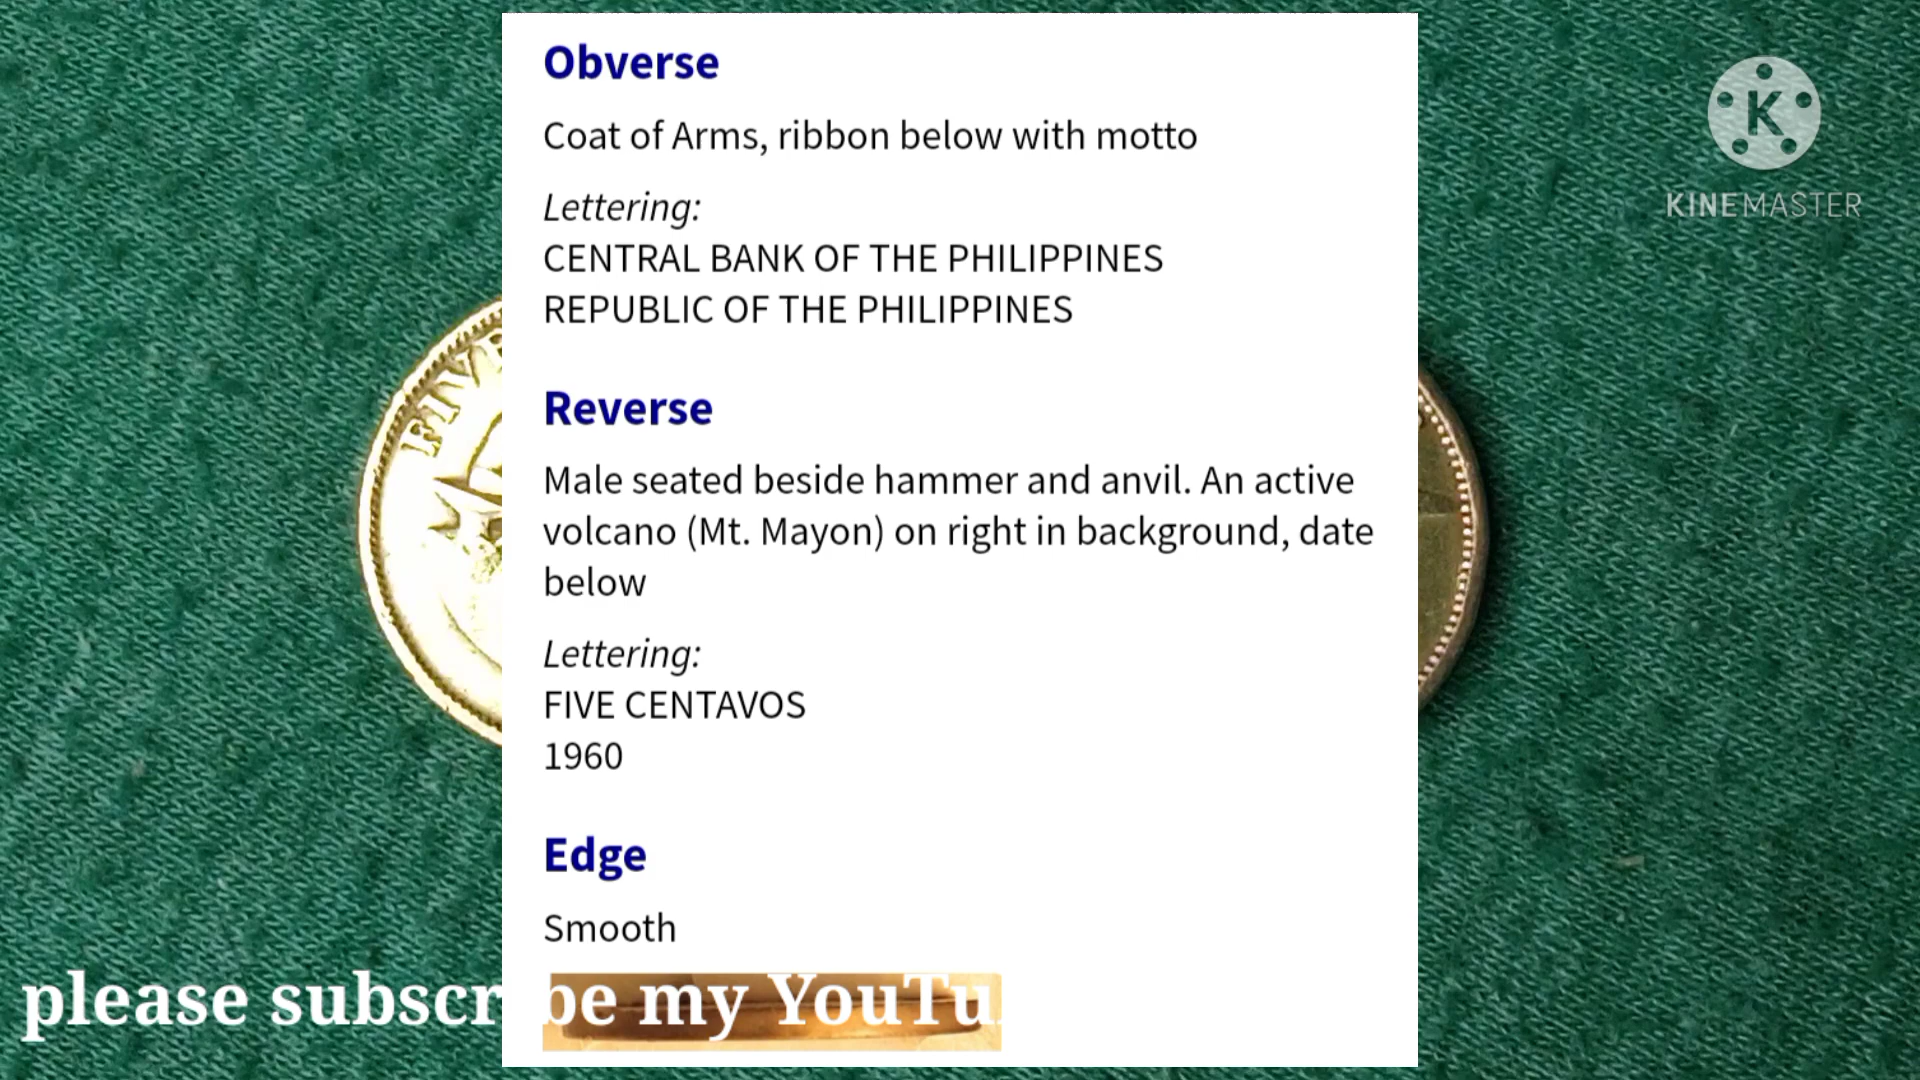 Obverse
Coat of Arms, ribbon below with motto
Lettering:
CENTRAL BANK OF THE PHILIPPINES
REPUBLIC OF THE PHILIPPINES
Reverse
Male seated beside hammer and anvil. An active
volcano (Mt. Mayon) on right in background, date
below
Lettering:
FIVE CENTAVOS
1960
Edge
Smooth
please subscribe my YouTu
FIVE
K
KINEMASTER